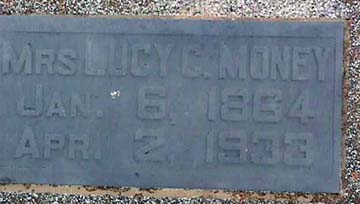 MRS LUCY C. MONEY
JAN. 6, 1864
APR. 2, 1933